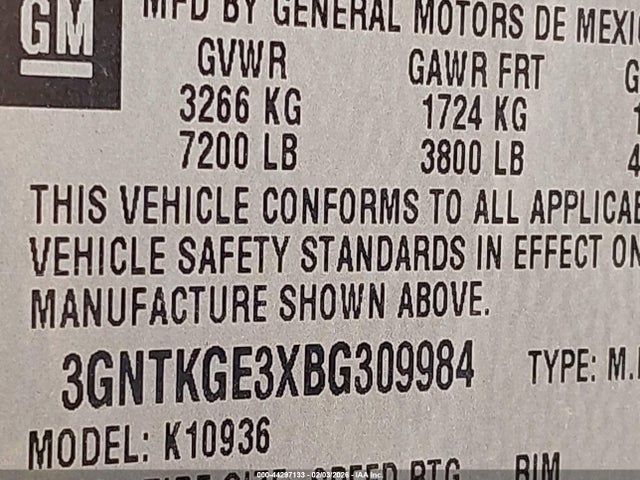 GM
MFD BY GENERAL MOTORS DE
GVWR GAWR FRT
3266 KG 1724 KG
7200 LB 3800 LB
THIS VEHICLE CONFORMS TO ALL
VEHICLE SAFETY STANDARDS IN EFFECT ON
MANUFACTURE SHOWN ABOVE.
3GNTKGE3XBG309984 TYPE:
MODEL: K10936
RTG RIM
000-44297133 - 02/03/2026 - IAA Inc.